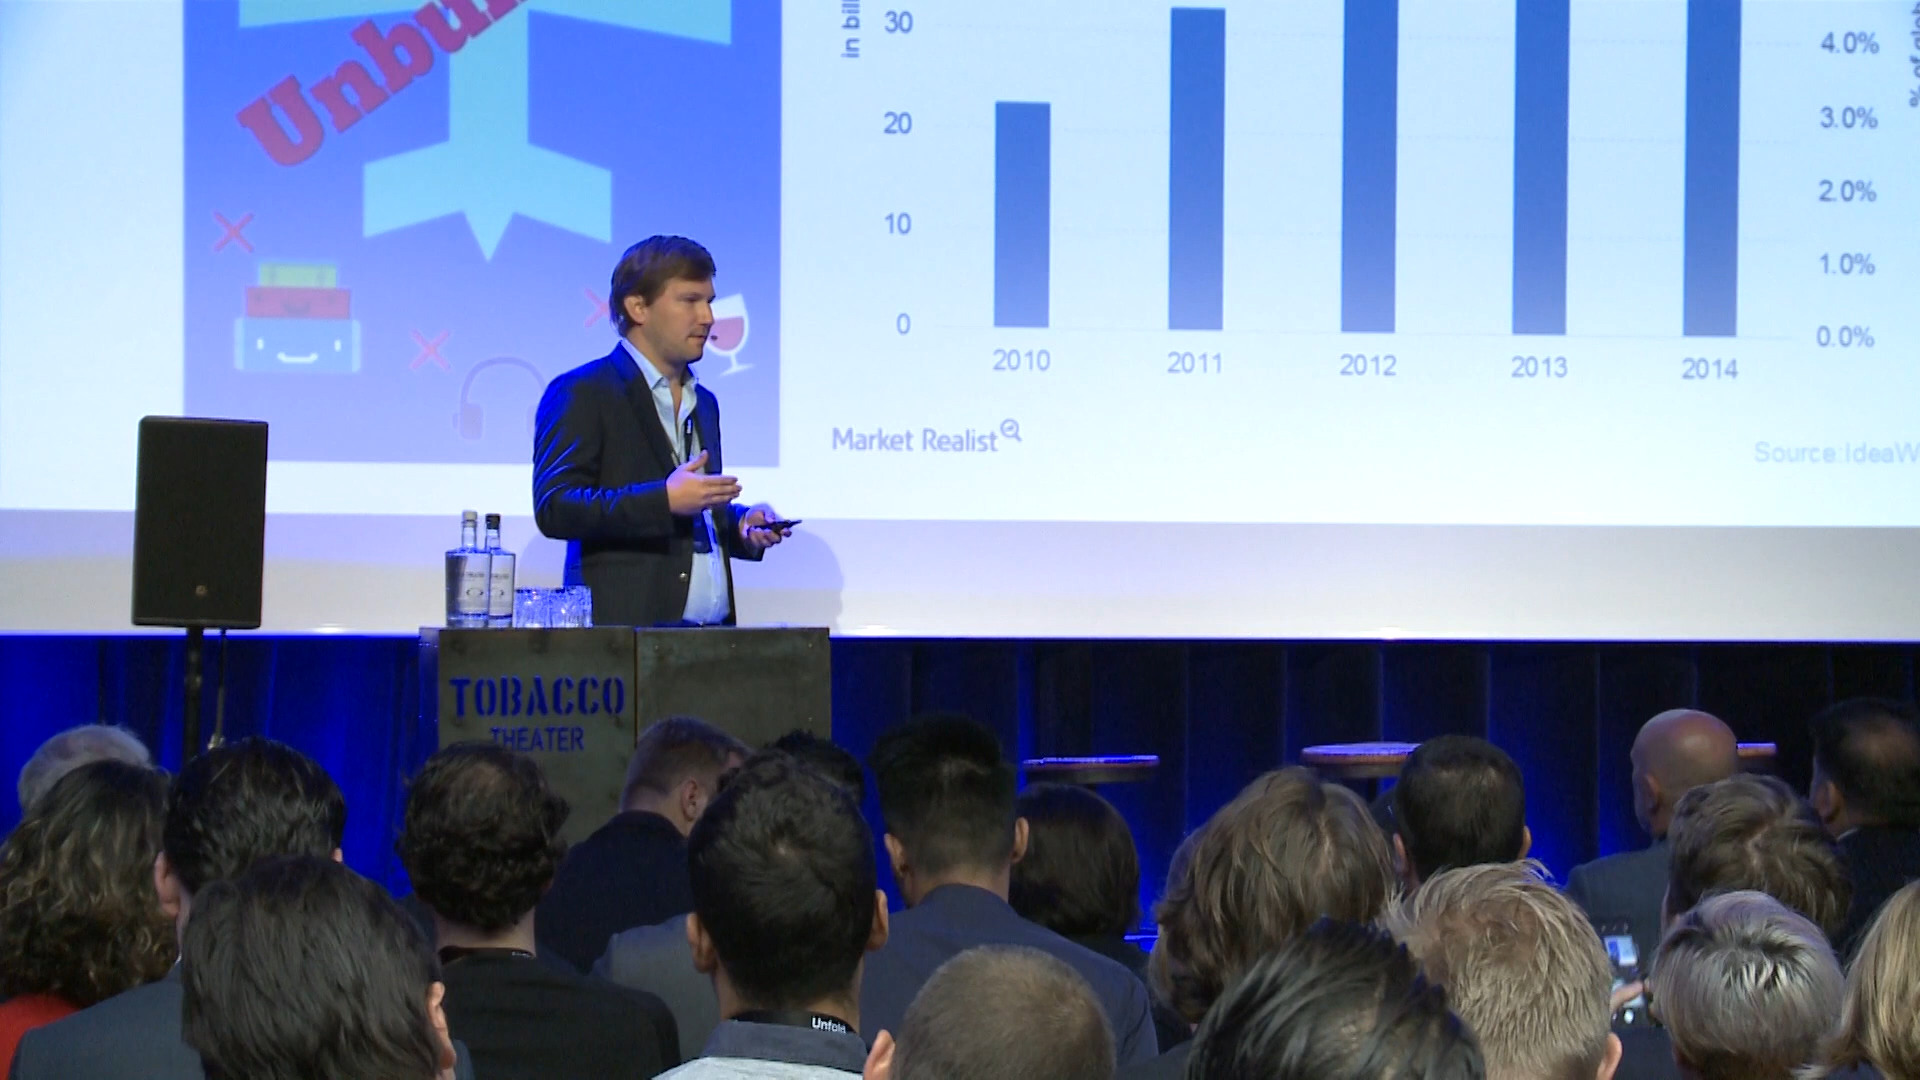 Unbu
in bil
30
20
10
0
2010 2011 2012 2013 2014
4.0%
3.0%
2.0%
1.0%
0.0%
Market Realist
Source:IdeaW
TOBACCO
THEATER
Unfold